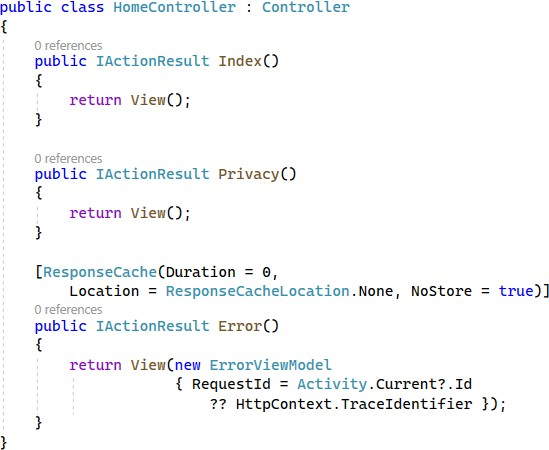 public class HomeController : Controller
{
0 references
public IActionResult Index()
{
return View();
}
0 references
public IActionResult Privacy()
{
return View();
}
[ResponseCache(Duration = 0,
Location = ResponseCacheLocation.None, NoStore = true)]
0 references
public IActionResult Error()
{
return View(new ErrorViewModel
{ RequestId = Activity.Current?.Id
?? HttpContext.TraceIdentifier });
}
}